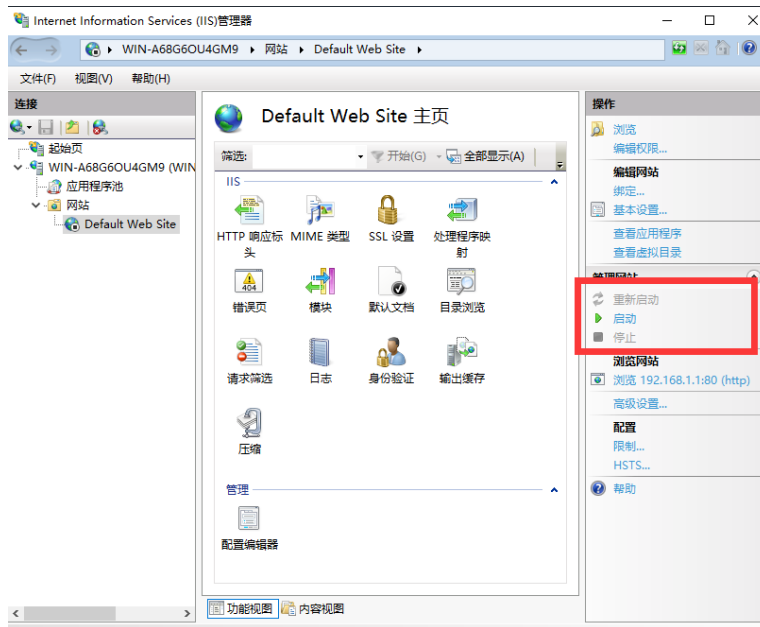 Internet Information Services (IIS)管理器
WIN-A68G6OU4GM9 网站 Default Web Site
文件(F) 视图(V) 帮助(H)
连接
起始页
WIN-A68G6OU4GM9 (WIN
应用程序池
网站
Default Web Site
Default Web Site 主页
筛选: 开始(G) 全部显示(A)
IIS
HTTP 响应标头
MIME 类型
SSL 设置
处理程序映射
404
错误页
模块
默认文档
目录浏览
请求筛选
日志
身份验证
输出缓存
压缩
管理
配置编辑器
功能视图 内容视图
操作
浏览
编辑权限...
编辑网站
绑定...
基本设置...
查看应用程序
查看虚拟目录
管理网站
重新启动
启动
停止
浏览网站
浏览 192.168.1.1:80 (http)
高级设置...
配置
限制...
HSTS...
帮助